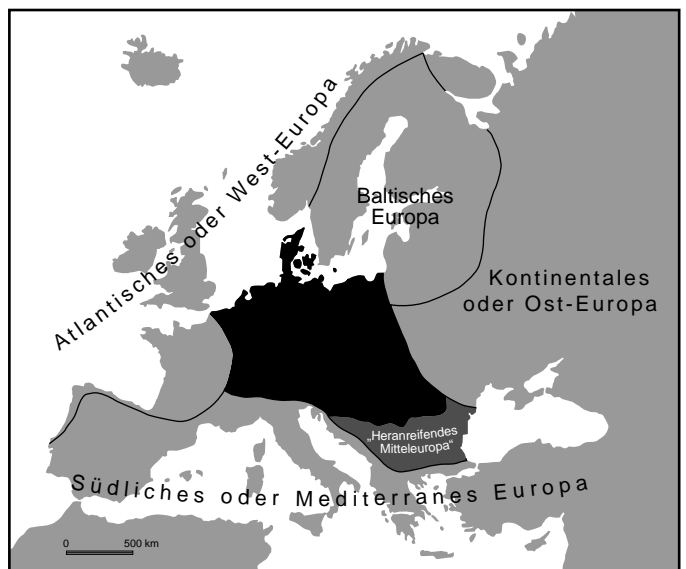 Atlantisches oder West-Europa
Baltisches
Europa
Kontinentales
oder Ost-Europa
„Heranreifendes
Mitteleuropa“
Südliches oder Mediterranes Europa
0 500 km